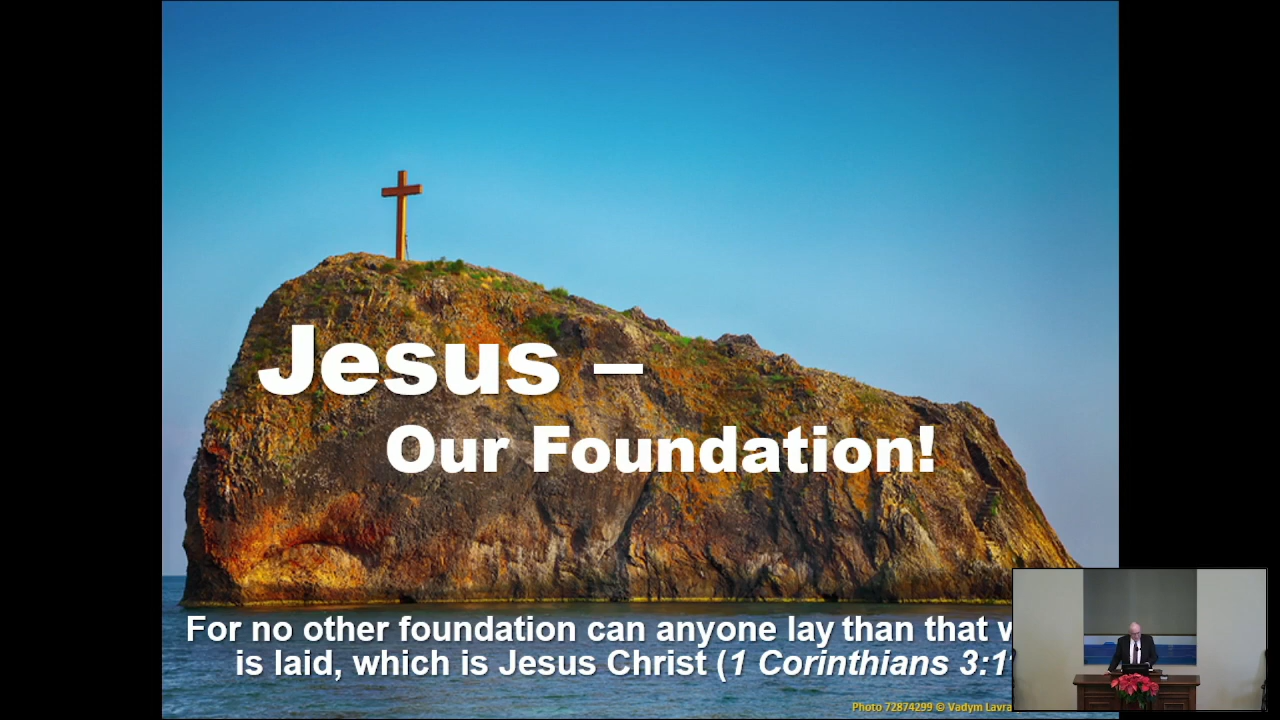 Jesus –
Our Foundation!
For no other foundation can anyone lay than that
is laid, which is Jesus Christ (1 Corinthians 3:1
Photo 72874299 © Vadym Lavra